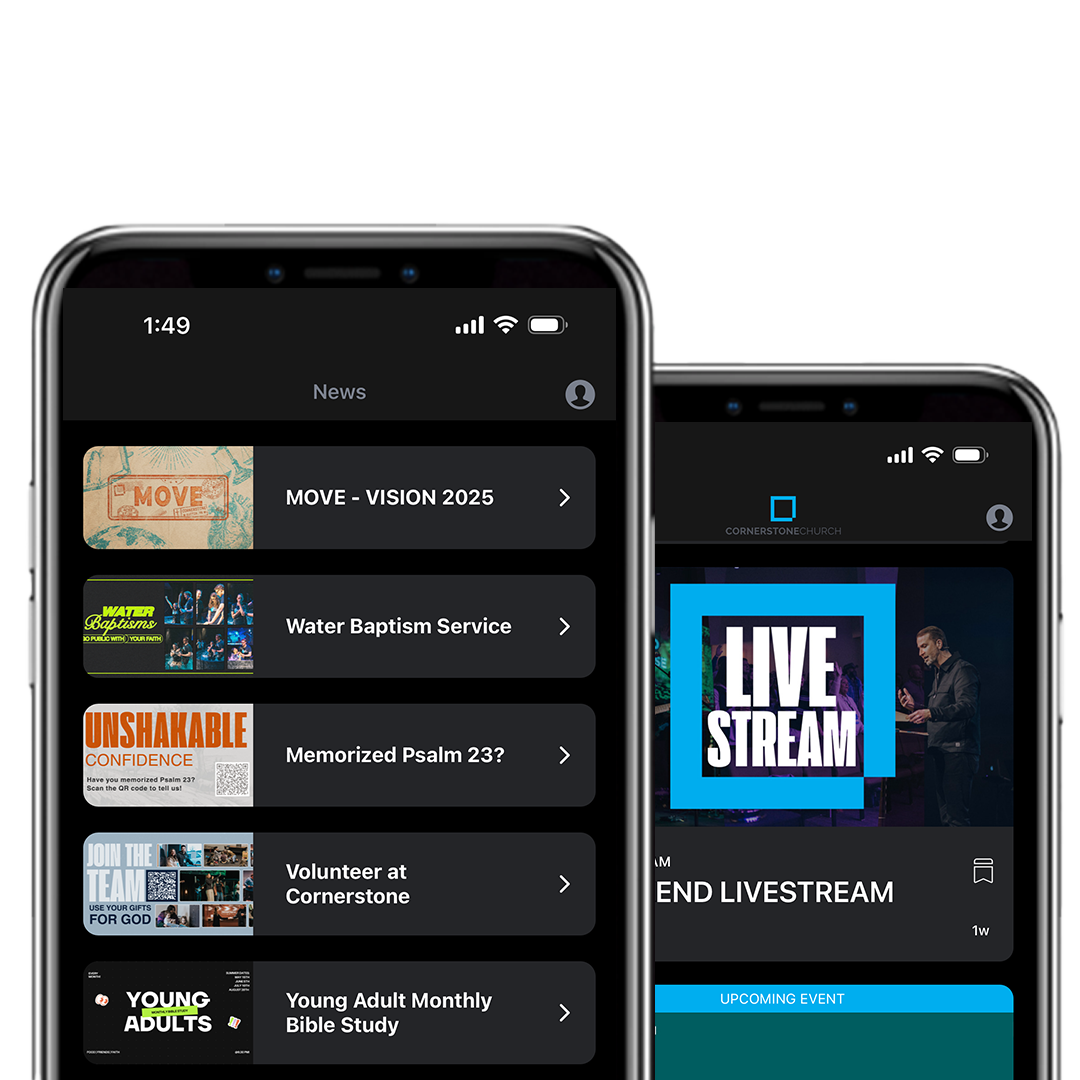 1:49
News
MOVE
MOVE - VISION 2025
WATER
Baptisms
GO PUBLIC WITH YOUR FAITH
Water Baptism Service
UNSHAKABLE
CONFIDENCE
Have you memorized Psalm 23?
Scan the QR code to tell us!
Memorized Psalm 23?
JOIN THE
TEAM
USE YOUR GIFTS
FOR GOD
Volunteer at
Cornerstone
EVERY
MONTH
YOUNG
MONTHLY BIBLE STUDY
ADULTS
Young Adult Monthly
Bible Study
CORNERSTONECHURCH
LIVE
STREAM
AM
END LIVESTREAM
1w
UPCOMING EVENT